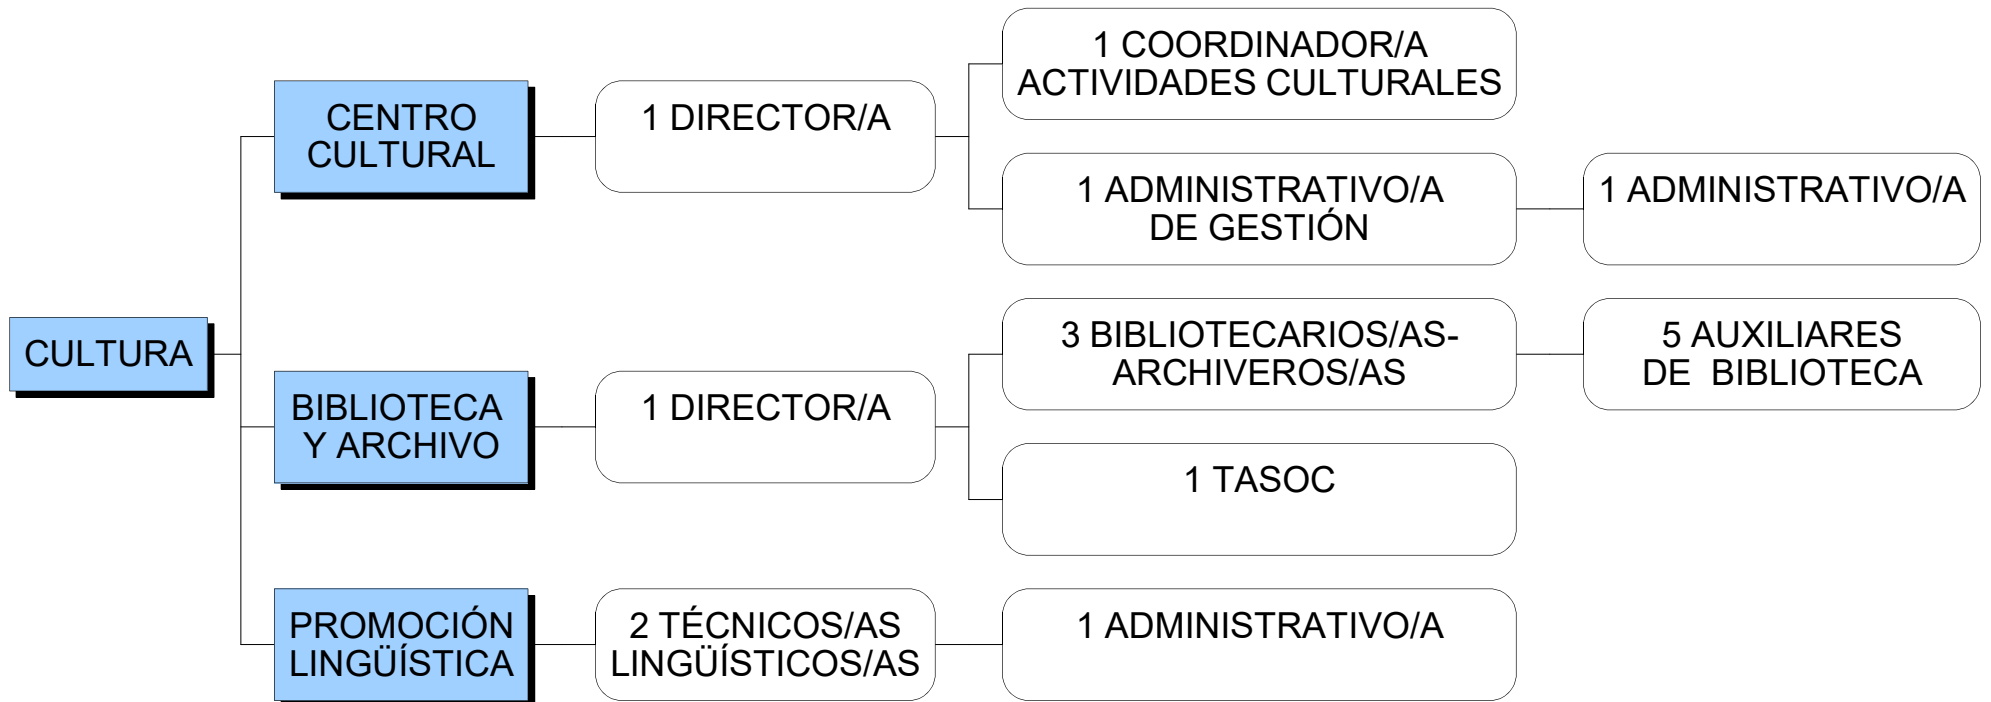 CULTURA
CENTRO
CULTURAL
1 DIRECTOR/A
1 COORDINADOR/A
ACTIVIDADES CULTURALES
1 ADMINISTRATIVO/A
DE GESTIÓN
1 ADMINISTRATIVO/A
BIBLIOTECA
Y ARCHIVO
1 DIRECTOR/A
3 BIBLIOTECARIOS/AS-
ARCHIVEROS/AS
5 AUXILIARES
DE BIBLIOTECA
1 TASOC
PROMOCIÓN
LINGÜÍSTICA
2 TÉCNICOS/AS
LINGÜÍSTICOS/AS
1 ADMINISTRATIVO/A